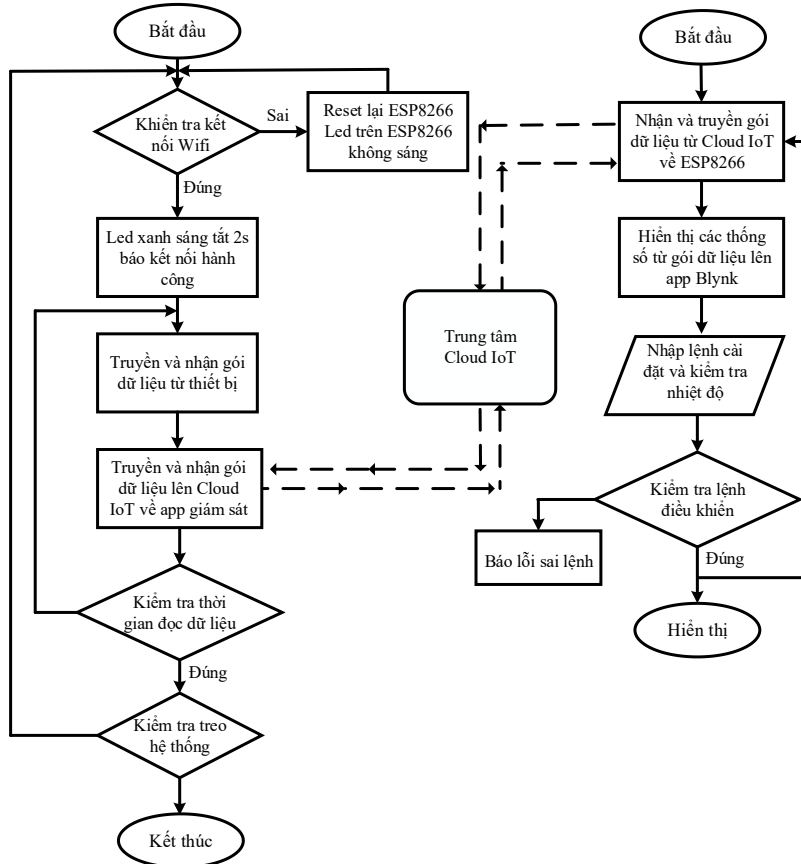 Bắt đầu
Khiển tra kết
nối Wifi
Sai
Reset lại ESP8266
Led trên ESP8266
không sáng
Đúng
Led xanh sáng tắt 2s
báo kết nối hành
công
Truyền và nhận gói
dữ liệu từ thiết bị
Truyền và nhận gói
dữ liệu lên Cloud
IoT về app giám sát
Kiểm tra thời
gian đọc dữ liệu
Đúng
Kiểm tra treo
hệ thống
Kết thúc
Trung tâm
Cloud IoT
Bắt đầu
Nhận và truyền gói
dữ liệu từ Cloud IoT
về ESP8266
Hiển thị các thống
số từ gói dữ liệu lên
app Blynk
Nhập lệnh cài
đặt và kiểm tra
nhiệt độ
Kiểm tra lệnh
điều khiển
Báo lỗi sai lệnh
Đúng
Hiển thị